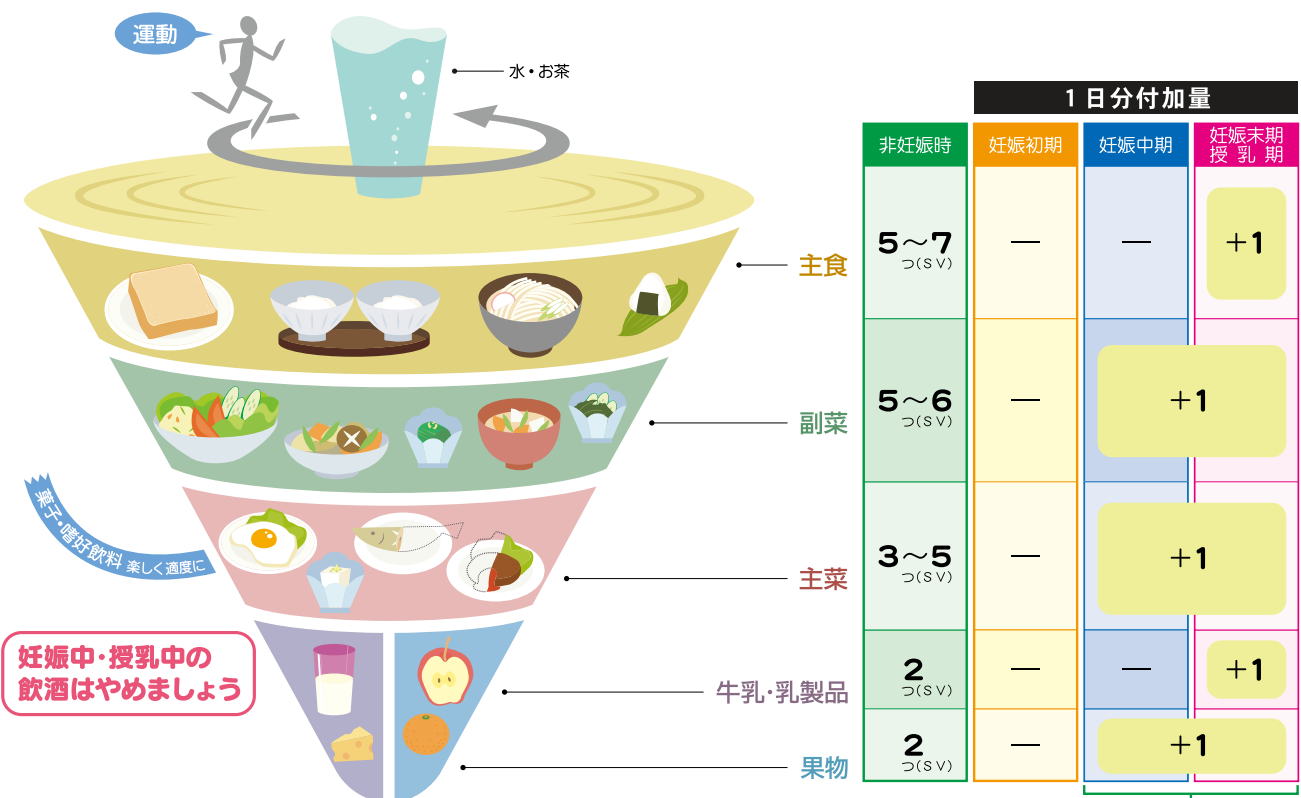 運動
水・お茶
1日分付加量
非妊娠時
妊娠初期
妊娠中期
妊娠末期
授乳期
主食
5〜7
つ(SV)
—
—
+1
副菜
5〜6
つ(SV)
—
+1
主菜
3〜5
つ(SV)
—
+1
牛乳・乳製品
2
つ(SV)
—
—
+1
果物
2
つ(SV)
—
+1
菓子・嗜好飲料 楽しく適度に
妊娠中・授乳中の
飲酒はやめましょう